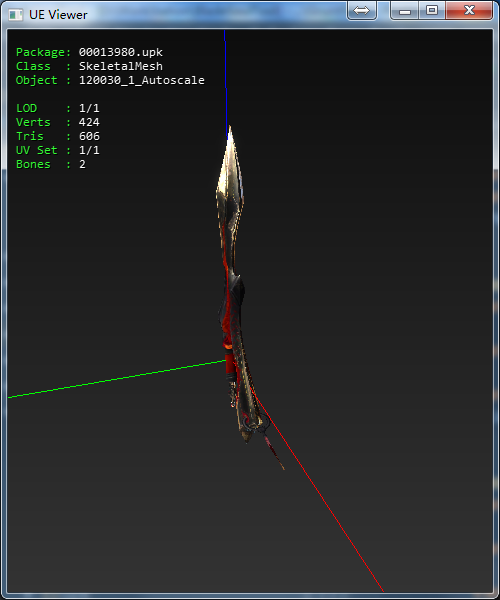 UE Viewer
Package: 00013980.upk
Class : SkeletalMesh
Object : 120030_1_Autoscale
LOD : 1/1
Verts : 424
Tris : 606
UV Set : 1/1
Bones : 2